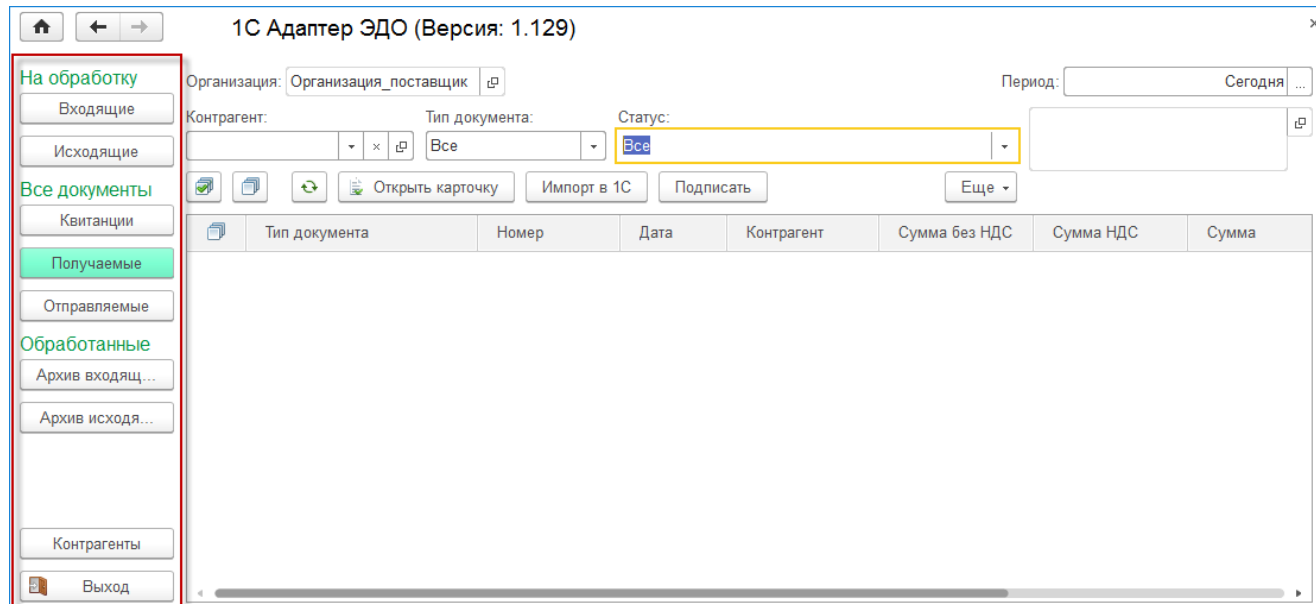 1С Адаптер ЭДО (Версия: 1.129)
На обработку
Входящие
Исходящие
Все документы
Квитанции
Получаемые
Отправляемые
Обработанные
Архив входящ...
Архив исходя...
Контрагенты
Выход
Организация: Организация_поставщик
Период: Сегодня ...
Контрагент: Тип документа: Статус:
Все Все
Открыть карточку Импорт в 1С Подписать Еще
Тип документа Номер Дата Контрагент Сумма без НДС Сумма НДС Сумма